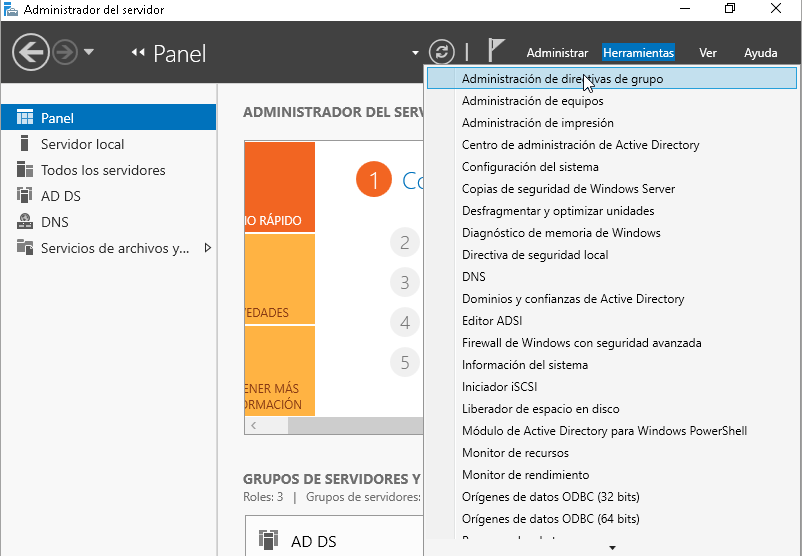 Administrador del servidor
Panel
Administrar Herramientas Ver Ayuda
Panel
Servidor local
Todos los servidores
AD DS
DNS
Servicios de archivos y...
ADMINISTRADOR DEL SERV
1 Co
2
3
4
5
IO RÁPIDO
EDADES
ENER MÁS
ORMACIÓN
GRUPOS DE SERVIDORES Y
Roles: 3 | Grupos de servidores:
AD DS
Administración de directivas de grupo
Administración de equipos
Administración de impresión
Centro de administración de Active Directory
Configuración del sistema
Copias de seguridad de Windows Server
Desfragmentar y optimizar unidades
Diagnóstico de memoria de Windows
Directiva de seguridad local
DNS
Dominios y confianzas de Active Directory
Editor ADSI
Firewall de Windows con seguridad avanzada
Información del sistema
Iniciador iSCSI
Liberador de espacio en disco
Módulo de Active Directory para Windows PowerShell
Monitor de recursos
Monitor de rendimiento
Orígenes de datos ODBC (32 bits)
Orígenes de datos ODBC (64 bits)